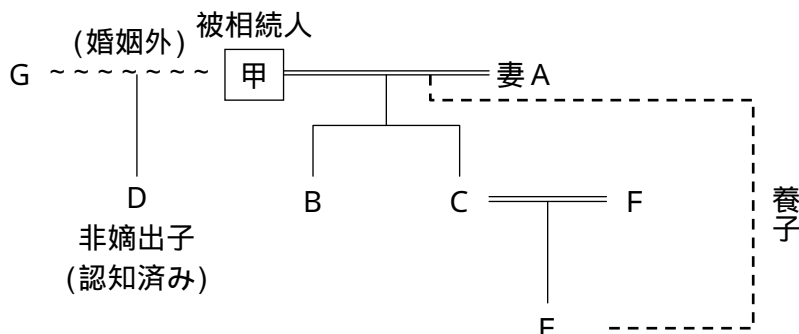 被相続人
(婚姻外)
G ~ ~ ~ ~ ~ ~ ~ 甲 妻 A
D B C F
非嫡出子
(認知済み)
養子
E